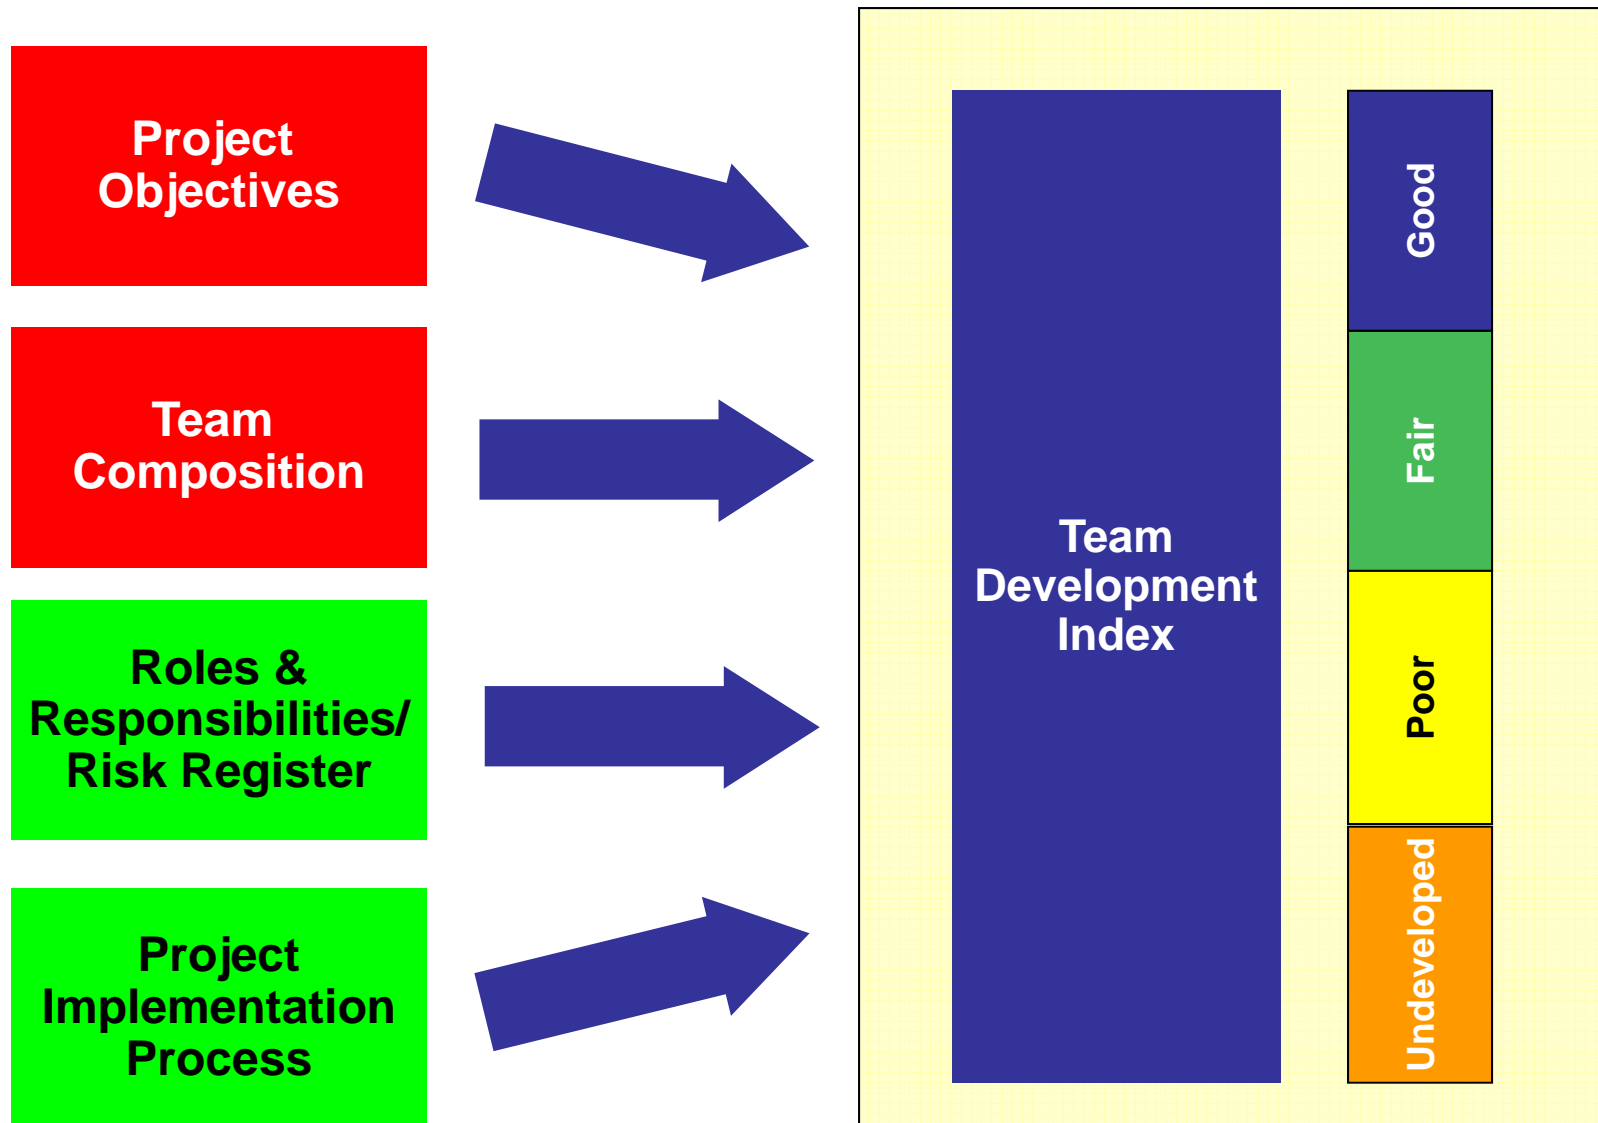 Project
Objectives
Team
Composition
Roles &
Responsibilities/
Risk Register
Project
Implementation
Process
Team
Development
Index
Good
Fair
Poor
Undeveloped